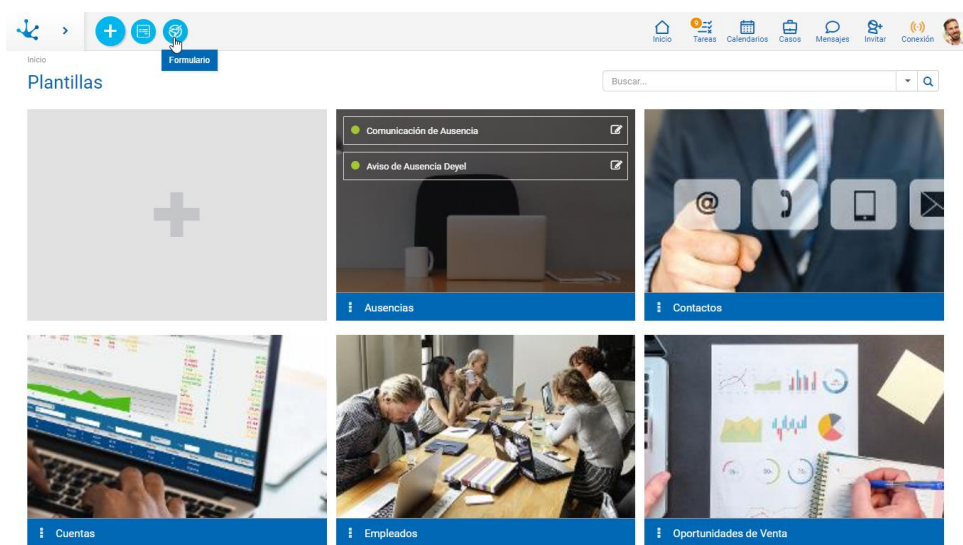 9
Inicio
Tareas
Calendarios
Casos
Mensajes
Invitar
Conexión
Formulario
Inicio
Plantillas
Buscar...
Comunicación de Ausencia
Aviso de Ausencia Deyel
@
Ausencias
Contactos
Cuentas
Empleados
Oportunidades de Venta